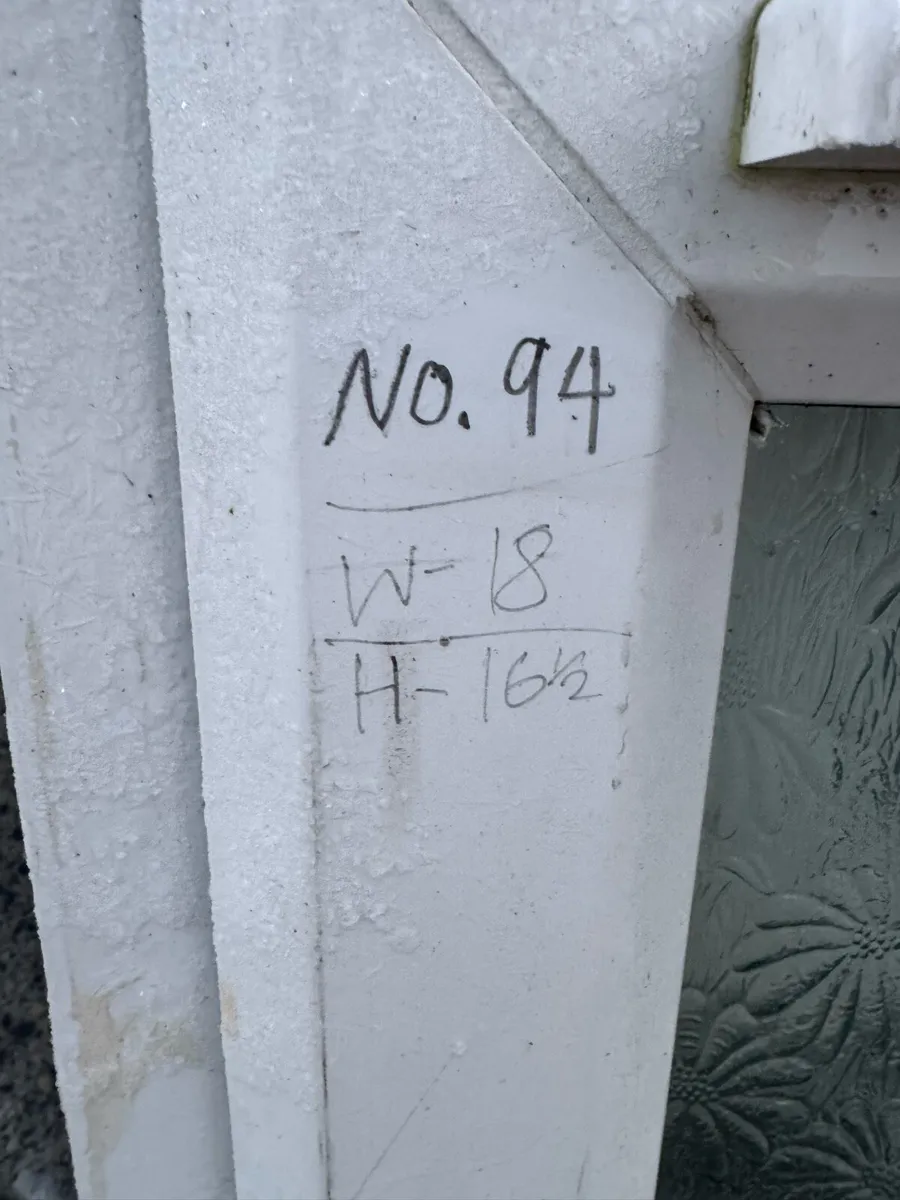 No. 94
W- 18
H- 16½